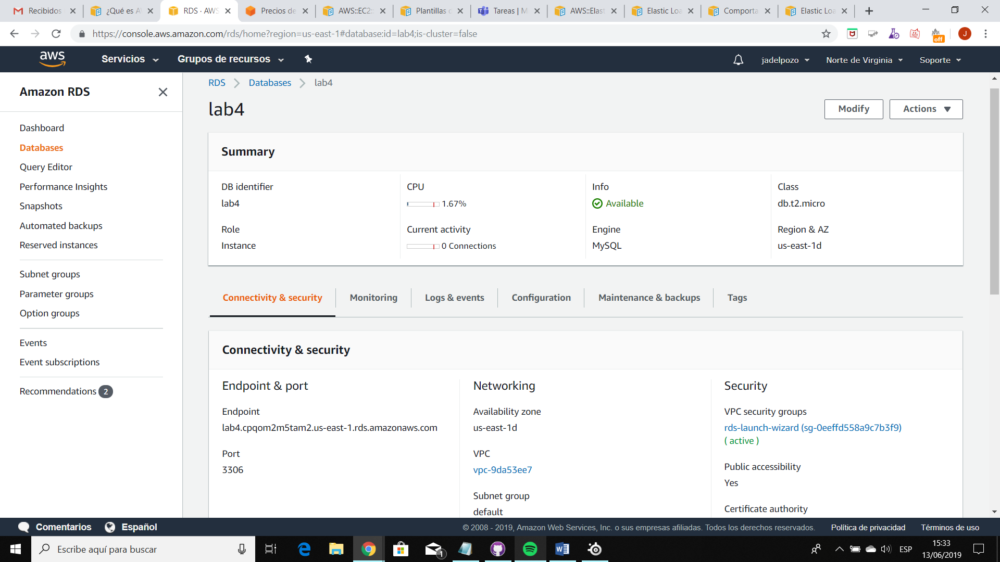 Recibidos
¿Qué es A
RDS · AWS
Precios de
AWS::EC2:
Plantillas
Tareas | M
AWS::Elast
Elastic Loa
Comporta
Elastic Loa
https://console.aws.amazon.com/rds/home?region=us-east-1#database:id=lab4;is-cluster=false
off
J
aws
Servicios
Grupos de recursos
jadelpozo
Norte de Virginia
Soporte
Amazon RDS
Dashboard
Databases
Query Editor
Performance Insights
Snapshots
Automated backups
Reserved instances
Subnet groups
Parameter groups
Option groups
Events
Event subscriptions
Recommendations 2
RDS > Databases > lab4
lab4
Modify
Actions
Summary
DB identifier
lab4
CPU
1.67%
Info
Available
Class
db.t2.micro
Role
Instance
Current activity
0 Connections
Engine
MySQL
Region & AZ
us-east-1d
Connectivity & security
Monitoring
Logs & events
Configuration
Maintenance & backups
Tags
Connectivity & security
Endpoint & port
Endpoint
lab4.cpqom2m5tam2.us-east-1.rds.amazonaws.com
Port
3306
Networking
Availability zone
us-east-1d
VPC
vpc-9da53ee7
Subnet group
default
Security
VPC security groups
rds-launch-wizard (sg-0eeffd558a9c7b3f9)
( active )
Public accessibility
Yes
Certificate authority
Comentarios
Español
© 2008 - 2019, Amazon Web Services, Inc. o sus empresas afiliadas. Todos los derechos reservados.
Política de privacidad
Términos de uso
Escribe aquí para buscar
1
ESP
15:33
13/06/2019